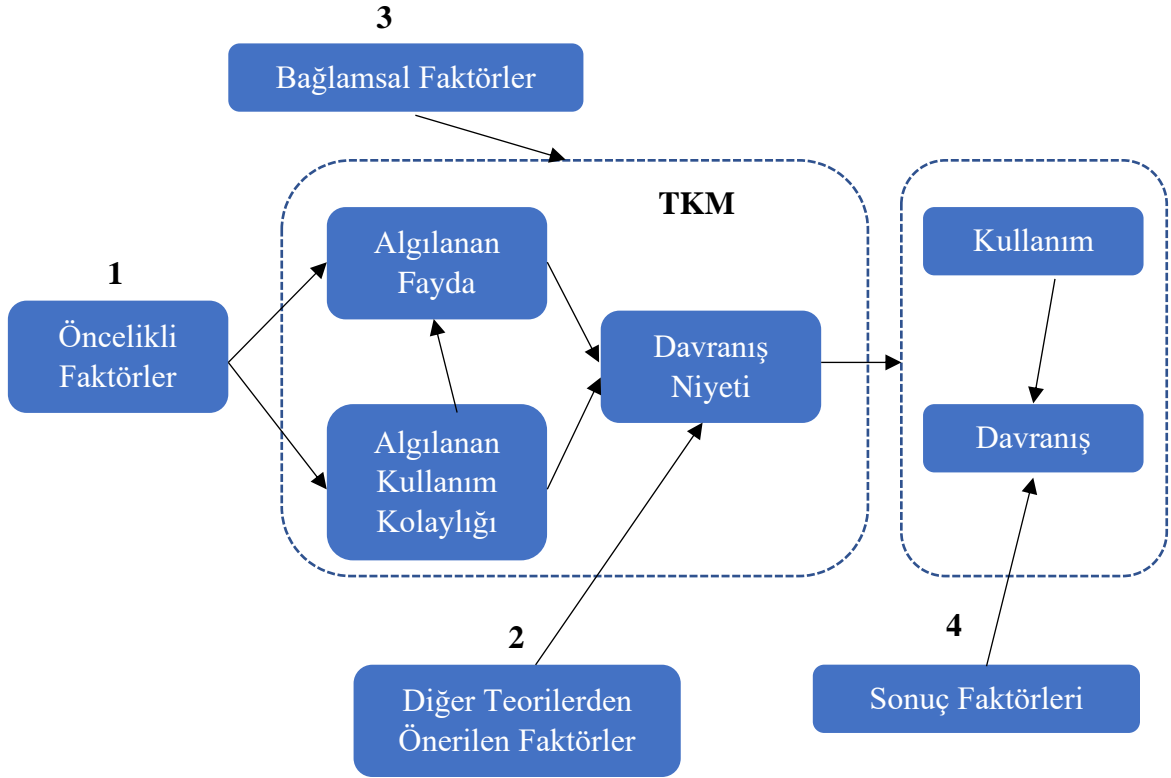 3
Bağlamsal Faktörler
TKM
Algılanan
Fayda
Kullanım
1
Öncelikli
Faktörler
Davranış
Niyeti
Algılanan
Kullanım
Kolaylığı
Davranış
2
Diğer Teorilerden
Önerilen Faktörler
4
Sonuç Faktörleri